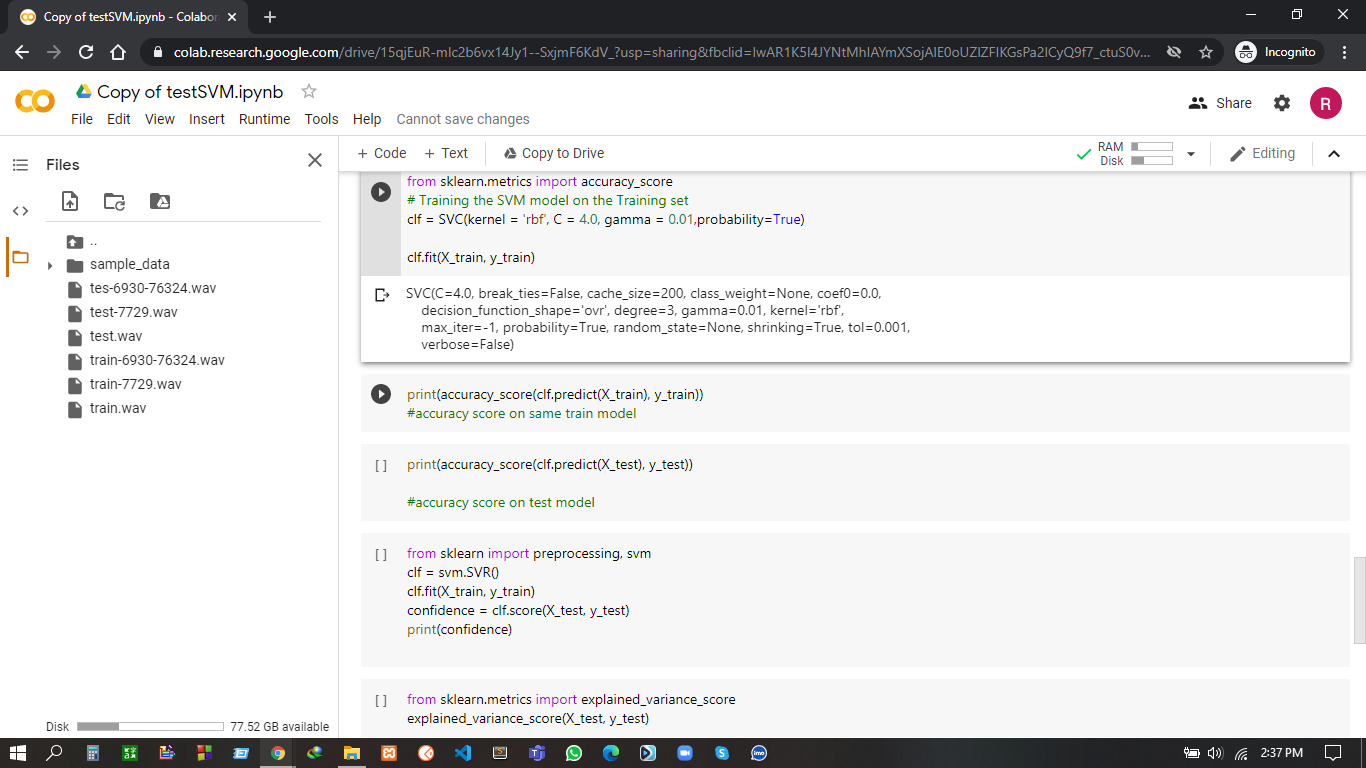 Copy of testSVM.ipynb - Colabor
colab.research.google.com/drive/15qjEuR-mIc2b6vx14Jy1--SxjmF6KdV_?usp=sharing&fbclid=IwAR1K5I4JYNtMhIAYmXSojAIE0oUZIZFIKGsPa2ICyQ9f7_ctuS0v...
Incognito
Copy of testSVM.ipynb
File Edit View Insert Runtime Tools Help Cannot save changes
Share
R
Files
+ Code + Text Copy to Drive
RAM
Disk
Editing
..
sample_data
tes-6930-76324.wav
test-7729.wav
test.wav
train-6930-76324.wav
train-7729.wav
train.wav
Disk 77.52 GB available
from sklearn.metrics import accuracy_score
# Training the SVM model on the Training set
clf = SVC(kernel = 'rbf', C = 4.0, gamma = 0.01,probability=True)
clf.fit(X_train, y_train)
SVC(C=4.0, break_ties=False, cache_size=200, class_weight=None, coef0=0.0,
decision_function_shape='ovr', degree=3, gamma=0.01, kernel='rbf',
max_iter=-1, probability=True, random_state=None, shrinking=True, tol=0.001,
verbose=False)
print(accuracy_score(clf.predict(X_train), y_train))
#accuracy score on same train model
[ ] print(accuracy_score(clf.predict(X_test), y_test))
#accuracy score on test model
[ ] from sklearn import preprocessing, svm
clf = svm.SVR()
clf.fit(X_train, y_train)
confidence = clf.score(X_test, y_test)
print(confidence)
[ ] from sklearn.metrics import explained_variance_score
explained_variance_score(X_test, y_test)
2:37 PM